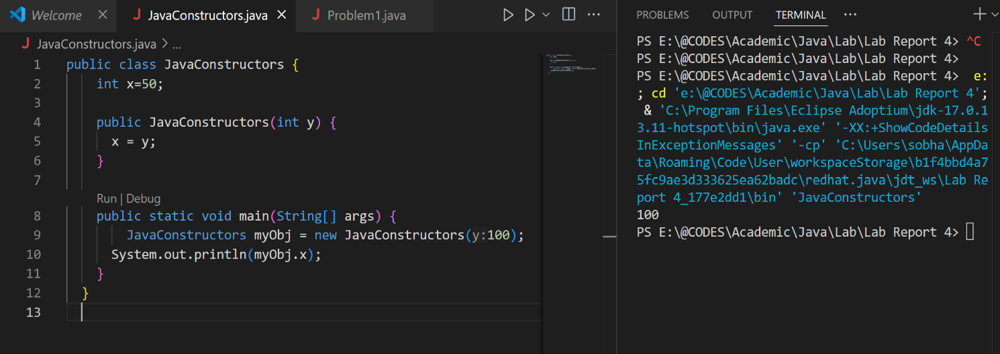 Welcome
JavaConstructors.java
Problem1.java
JavaConstructors.java > ...
1 public class JavaConstructors {
2 int x=50;
3
4 public JavaConstructors(int y) {
5 x = y;
6 }
7
Run | Debug
8 public static void main(String[] args) {
9 JavaConstructors myObj = new JavaConstructors(y:100);
10 System.out.println(myObj.x);
11 }
12 }
13
PROBLEMS OUTPUT TERMINAL ...
PS E:\@CODES\Academic\Java\Lab\Lab Report 4> ^C
PS E:\@CODES\Academic\Java\Lab\Lab Report 4>
PS E:\@CODES\Academic\Java\Lab\Lab Report 4> e:
; cd 'e:\@CODES\Academic\Java\Lab\Lab Report 4';
& 'C:\Program Files\Eclipse Adoptium\jdk-17.0.1
3.11-hotspot\bin\java.exe' '-XX:+ShowCodeDetails
InExceptionMessages' '-cp' 'C:\Users\sobha\AppDa
ta\Roaming\Code\User\workspaceStorage\b1f4bbd4a7
5fc9ae3d333625ea62badc\redhat.java\jdt_ws\Lab Re
port 4_177e2dd1\bin' 'JavaConstructors'
100
PS E:\@CODES\Academic\Java\Lab\Lab Report 4>